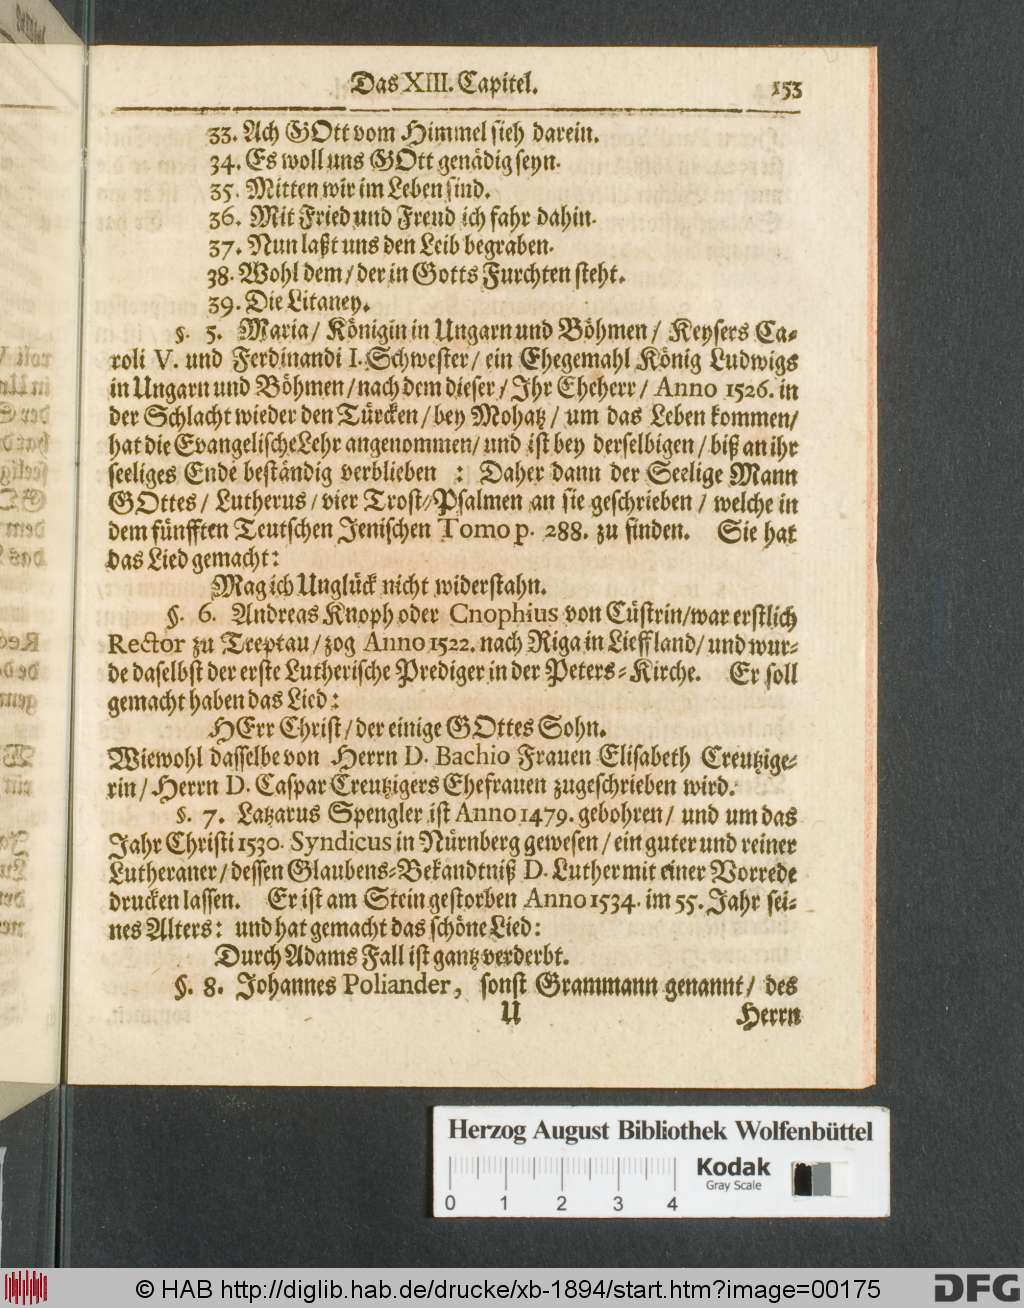 Das XIII. Capitel. 153
33. Ach GOtt vom Himmel sieh darein.
34. Es woll uns GOtt genädig seyn.
35. Mitten wir im Leben sind.
36. Mit Fried und Freud ich fahr dahin.
37. Nun laßt uns den Leib begraben.
38. Wohl dem / der in Gotts Furchten steht.
39. Die Litaney.
§. 5. Maria / Königin in Ungarn und Böhmen / Keysers Ca-
roli V. und Ferdinandi I. Schwester / ein Ehegemahl König Ludwigs
in Ungarn und Böhmen / nach dem dieser / Ihr Eheherr / Anno 1526. in
der Schlacht wieder den Türcken / bey Mohatz / um das Leben kommen /
hat die Evangelische Lehr angenommen / und ist bey derselbigen / biß an ihr
seeliges Ende beständig verblieben : Daher dann der Seelige Mann
GOttes / Lutherus / vier Trost-Psalmen an sie geschrieben / welche in
dem fünfften Teutschen Jenischen Tomo p. 288. zu finden. Sie hat
das Lied gemacht:
Mag ich Unglück nicht widerstahn.
§. 6. Andreas Knoph oder Cnophius von Cüstrin / war erstlich
Rector zu Treptau / zog Anno 1522. nach Riga in Lieffland / und wur-
de daselbst der erste Lutherische Prediger in der Peters-Kirche. Er soll
gemacht haben das Lied:
HErr Christ / der einige GOttes Sohn.
Wiewohl dasselbe von Herrn D. Bachio Frauen Elisabeth Creutzige-
rin / Herrn D. Caspar Creutzigers Ehefrauen zugeschrieben wird.
§. 7. Latzarus Spengler ist Anno 1479. gebohren / und um das
Jahr Christi 1530. Syndicus in Nürnberg gewesen / ein guter und reiner
Lutheraner / dessen Glaubens-Bekandtniß D. Luther mit einer Vorrede
drucken lassen. Er ist am Stein gestorben Anno 1534. im 55. Jahr sei-
nes Alters: und hat gemacht das schöne Lied:
Durch Adams Fall ist gantz verderbt.
§. 8. Johannes Poliander, sonst Grammann genannt / des
U Herrn
Herzog August Bibliothek Wolfenbüttel
Kodak
Gray Scale
0 1 2 3 4
© HAB http://diglib.hab.de/drucke/xb-1894/start.htm?image=00175 DFG